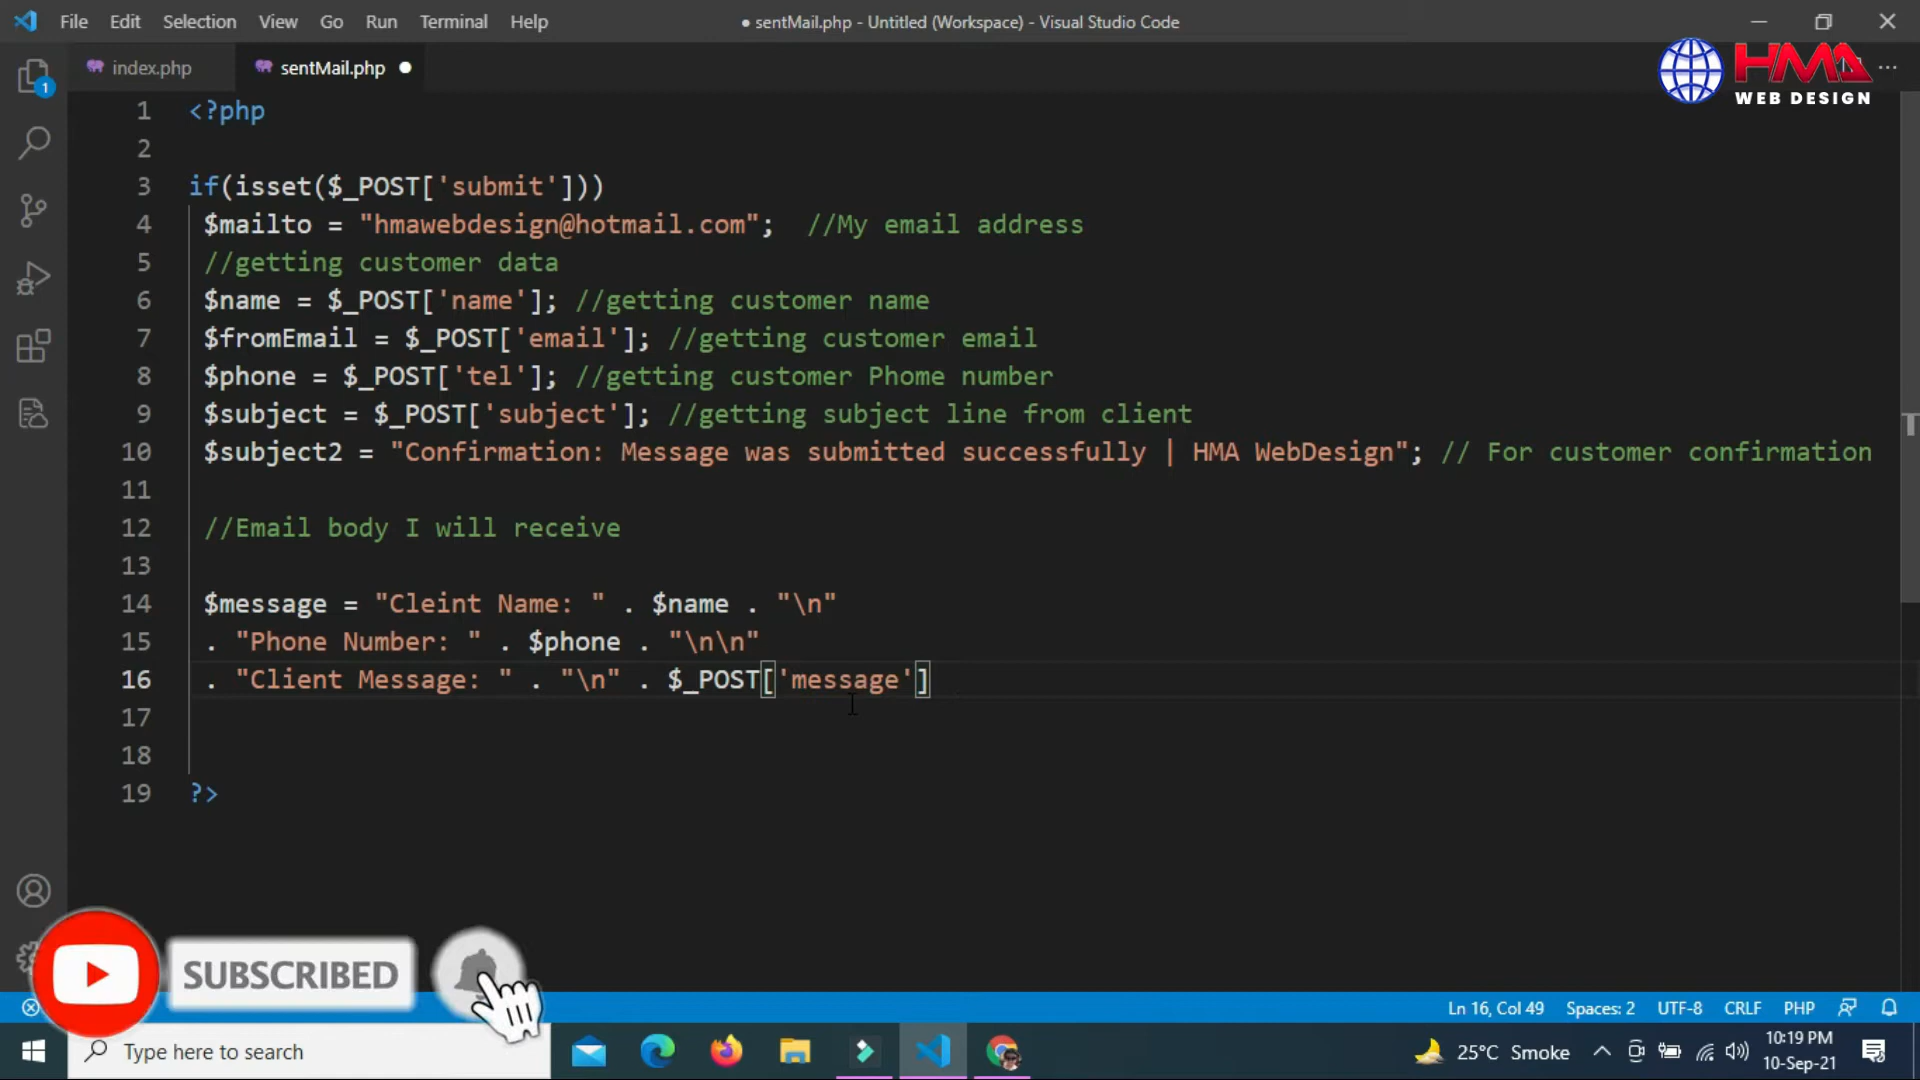 File Edit Selection View Go Run Terminal Help
● sentMail.php - Untitled (Workspace) - Visual Studio Code
index.php
sentMail.php
HMA
WEB DESIGN
1
1 <?php
2
3 if(isset($_POST['submit']))
4 $mailto = "hmawebdesign@hotmail.com"; //My email address
5 //getting customer data
6 $name = $_POST['name']; //getting customer name
7 $fromEmail = $_POST['email']; //getting customer email
8 $phone = $_POST['tel']; //getting customer Phome number
9 $subject = $_POST['subject']; //getting subject line from client
10 $subject2 = "Confirmation: Message was submitted successfully | HMA WebDesign"; // For customer confirmation
11
12 //Email body I will receive
13
14 $message = "Cleint Name: " . $name . "\n"
15 . "Phone Number: " . $phone . "\n\n"
16 . "Client Message: " . "\n" . $_POST['message']
17
18
19 ?>
SUBSCRIBED
Ln 16, Col 49 Spaces: 2 UTF-8 CRLF PHP
Type here to search
25°C Smoke
10:19 PM
10-Sep-21